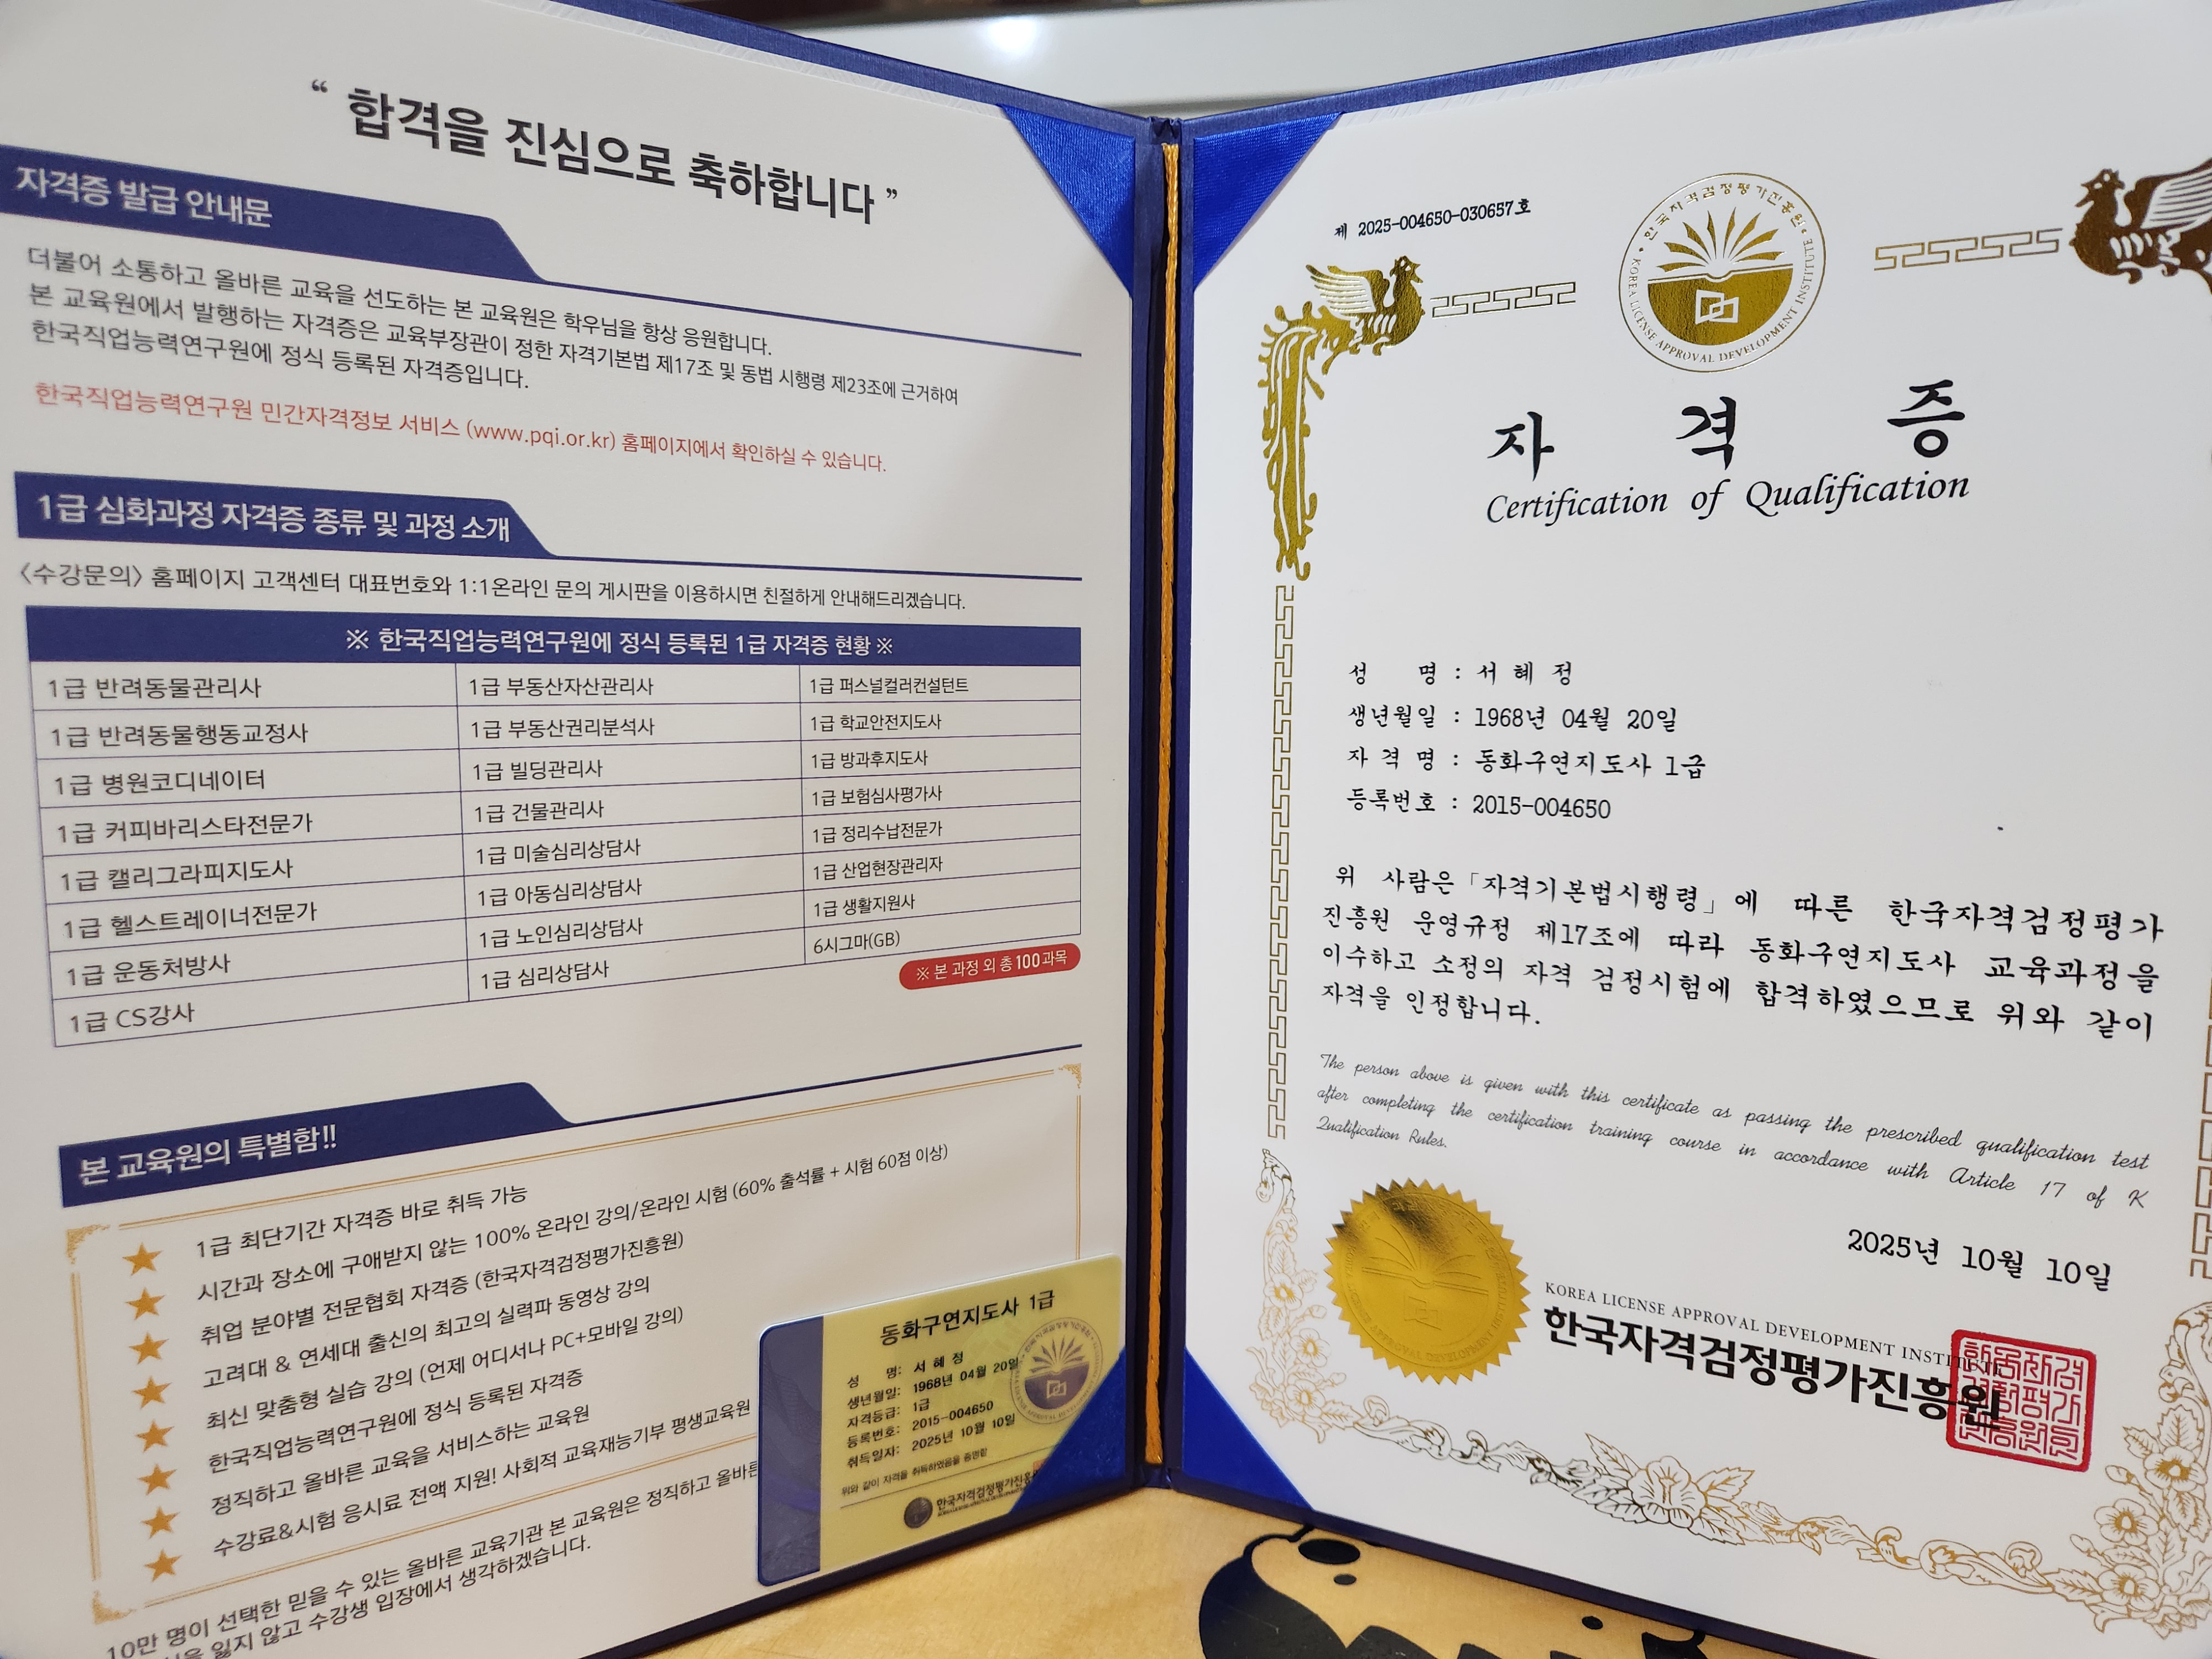 “ 합격을 진심으로 축하합니다 ”
자격증 발급 안내문
더불어 소통하고 올바른 교육을 선도하는 본 교육원은 학우님을 항상 응원합니다.
본 교육원에서 발행하는 자격증은 교육부장관이 정한 자격기본법 제17조 및 동법 시행령 제23조에 근거하여
한국직업능력연구원에 정식 등록된 자격증입니다.
한국직업능력연구원 민간자격정보 서비스 (www.pqi.or.kr) 홈페이지에서 확인하실 수 있습니다.
1급 심화과정 자격증 종류 및 과정 소개
<수강문의> 홈페이지 고객센터 대표번호와 1:1온라인 문의 게시판을 이용하시면 친절하게 안내해드리겠습니다.
※ 한국직업능력연구원에 정식 등록된 1급 자격증 현황 ※
1급 반려동물관리사 1급 부동산자산관리사 1급 퍼스널컬러컨설턴트
1급 반려동물행동교정사 1급 부동산권리분석사 1급 학교안전지도사
1급 병원코디네이터 1급 빌딩관리사 1급 방과후지도사
1급 커피바리스타전문가 1급 건물관리사 1급 보험심사평가사
1급 캘리그라피지도사 1급 미술심리상담사 1급 정리수납전문가
1급 헬스트레이너전문가 1급 아동심리상담사 1급 산업현장관리자
1급 운동처방사 1급 노인심리상담사 1급 생활지원사
1급 CS강사 1급 심리상담사 6시그마(GB)
※ 본 과정 외 총 100과목
본 교육원의 특별함!!
1급 최단기간 자격증 바로 취득 가능
시간과 장소에 구애받지 않는 100% 온라인 강의/온라인 시험 (60% 출석률 + 시험 60점 이상)
취업 분야별 전문협회 자격증 (한국자격검정평가진흥원)
고려대 & 연세대 출신의 최고의 실력파 동영상 강의
최신 맞춤형 실습 강의 (언제 어디서나 PC+모바일 강의)
한국직업능력연구원에 정식 등록된 자격증
정직하고 올바른 교육을 서비스하는 교육원
수강료&시험 응시료 전액 지원! 사회적 교육재능기부 평생교육원
10만 명이 선택한 믿을 수 있는 올바른 교육기관 본 교육원은 정직하고 올바른
잃지 않고 수강생 입장에서 생각하겠습니다.
동화구연지도사 1급
성 명: 서 혜 정
생년월일: 1968년 04월 20일
자격등급: 1급
등록번호: 2015-004650
취득일자: 2025년 10월 10일
위와 같이 자격을 취득하였음을 증명함
한국자격검정평가진흥원
제 2025-004650-030657호
한국자격검정평가진흥원
KOREA LICENSE APPROVAL DEVELOPMENT INSTITUTE
자 격 증
Certification of Qualification
성 명 : 서 혜 정
생년월일 : 1968년 04월 20일
자 격 명 : 동화구연지도사 1급
등록번호 : 2015-004650
위 사람은 「자격기본법시행령」에 따른 한국자격검정평가
진흥원 운영규정 제17조에 따라 동화구연지도사 교육과정을
이수하고 소정의 자격 검정시험에 합격하였으므로 위와 같이
자격을 인정합니다.
The person above is given with this certificate as passing the prescribed qualification test
after completing the certification training course in accordance with Article 17 of K
Qualification Rules.
2025년 10월 10일
KOREA LICENSE APPROVAL DEVELOPMENT INSTITUTE
한국자격검정평가진흥원